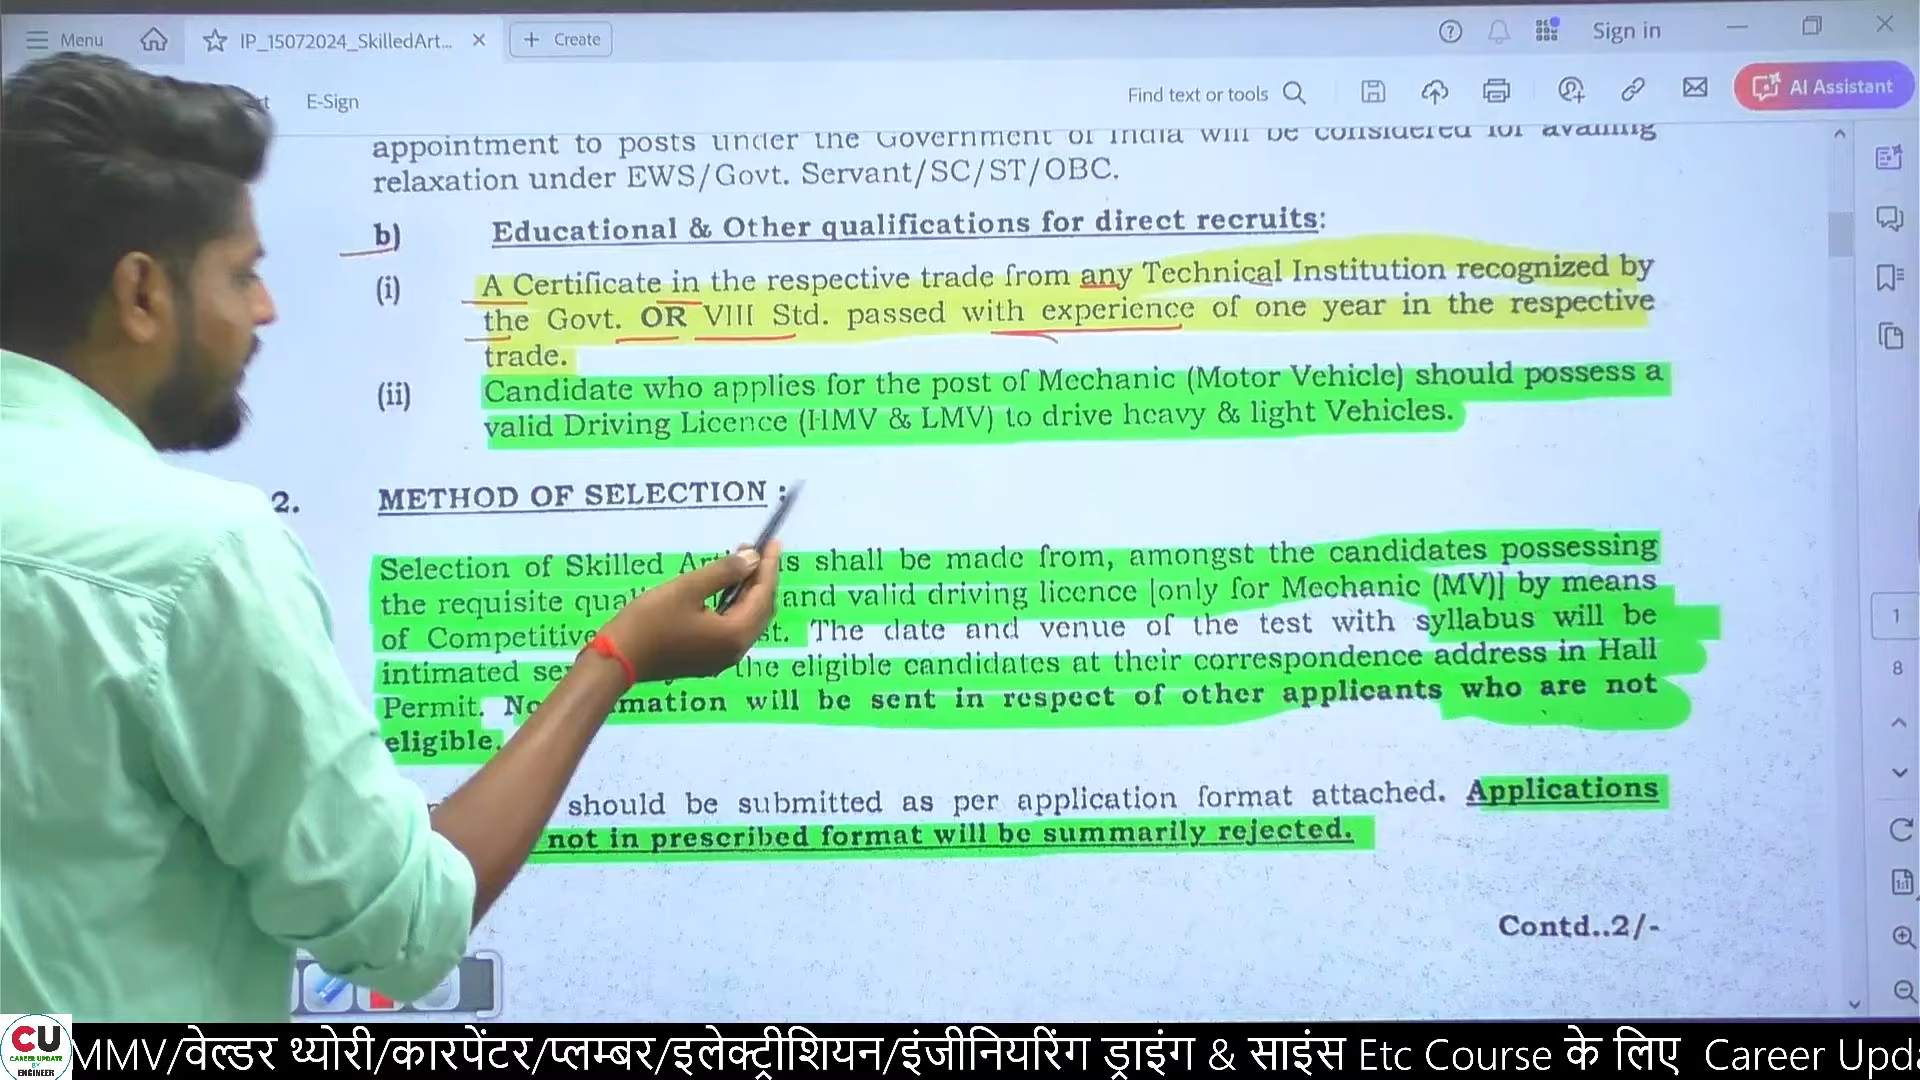 Menu
IP_15072024_SkilledArt...
Create
Sign in
E-Sign
Find text or tools
AI Assistant
appointment to posts under the Government of India will be considered for availing
relaxation under EWS/Govt. Servant/SC/ST/OBC.
b) Educational & Other qualifications for direct recruits:
(i) A Certificate in the respective trade from any Technical Institution recognized by
the Govt. OR VIII Std. passed with experience of one year in the respective
trade.
(ii) Candidate who applies for the post of Mechanic (Motor Vehicle) should possess a
valid Driving Licence (HMV & LMV) to drive heavy & light Vehicles.
2. METHOD OF SELECTION :
Selection of Skilled shall be made from, amongst the candidates possessing
the requisite and valid driving licence [only for Mechanic (MV)] by means
of Competitive The date and venue of the test with syllabus will be
intimated the eligible candidates at their correspondence address in Hall
Permit. will be sent in respect of other applicants who are not
eligible.
should be submitted as per application format attached. Applications
not in prescribed format will be summarily rejected.
Contd..2/-
1
8
CU
CAREER UPDATE
BY
ENGINEER
MMV/वेल्डर थ्योरी/कारपेंटर/प्लम्बर/इलेक्ट्रीशियन/इंजीनियरिंग ड्राइंग & साइंस Etc Course के लिए Career Upd